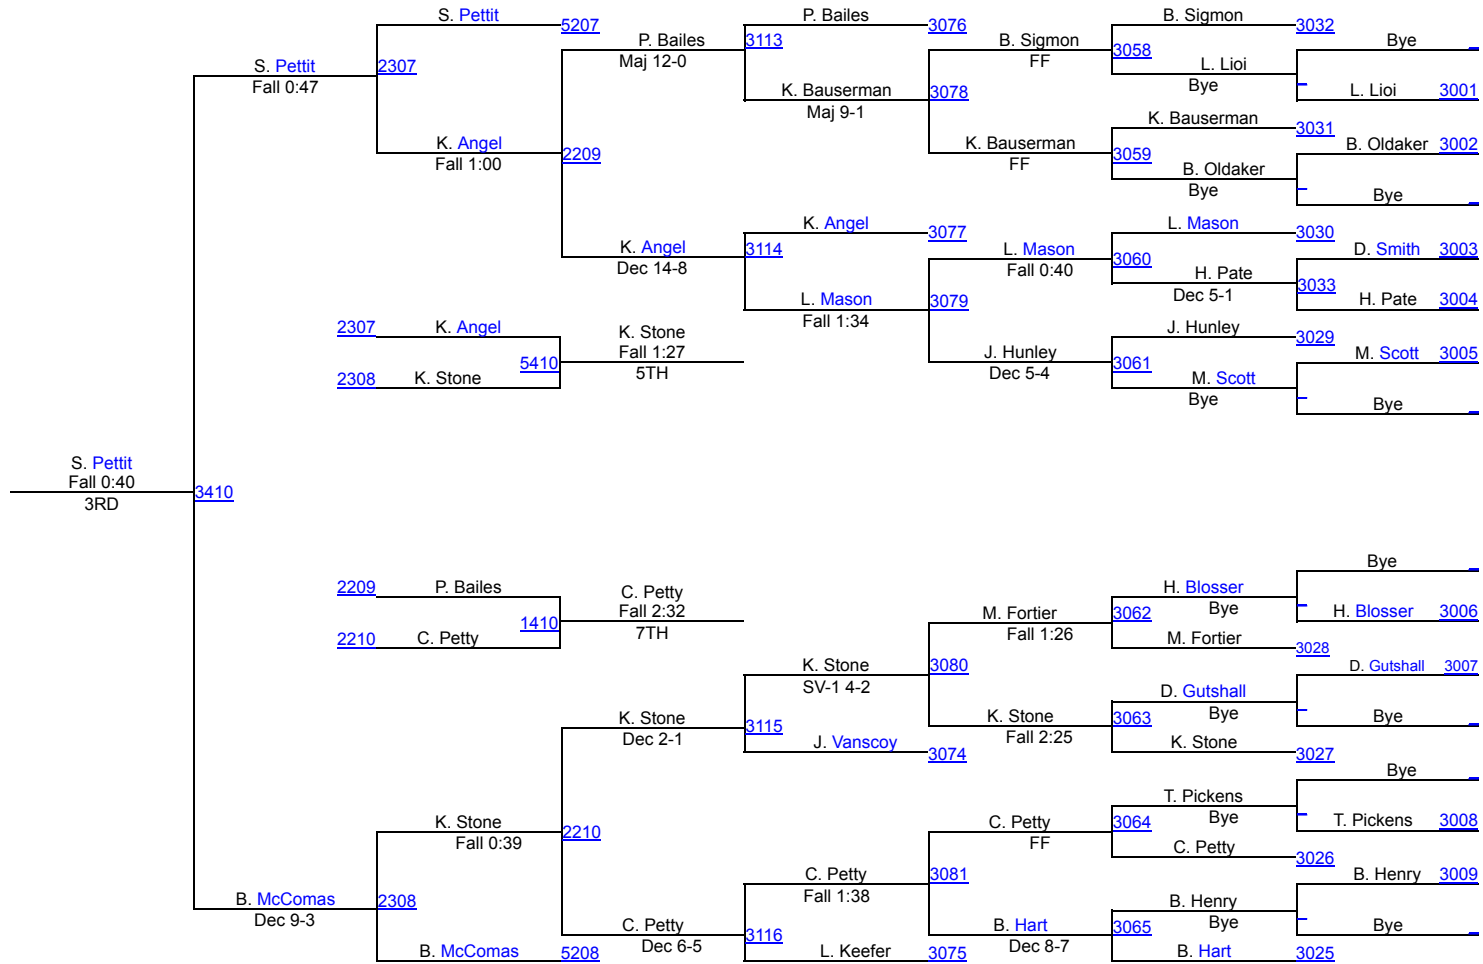 S. Pettit
5207
P. Bailes
3076
B. Sigmon
3032
P. Bailes
3113
B. Sigmon
Bye
Maj 12-0
FF
3058
S. Pettit
2307
L. Lioi
Fall 0:47
Bye
K. Bauserman
3078
L. Lioi
3001
Maj 9-1
K. Bauserman
3031
K. Angel
2209
K. Bauserman
3059
B. Oldaker
3002
Fall 1:00
FF
B. Oldaker
Bye
Bye
K. Angel
3077
L. Mason
3030
K. Angel
3114
L. Mason
3060
D. Smith
3003
Dec 14-8
Fall 0:40
H. Pate
3033
Dec 5-1
L. Mason
3079
H. Pate
3004
Fall 1:34
2307
K. Angel
K. Stone
J. Hunley
3029
Fall 1:27
5410
5TH
J. Hunley
3061
M. Scott
3005
Dec 5-4
2308
K. Stone
M. Scott
Bye
Bye
S. Pettit
Fall 0:40
3RD
3410
Bye
2209
P. Bailes
C. Petty
H. Blosser
Fall 2:32
M. Fortier
3062
Bye
H. Blosser
3006
1410
7TH
Fall 1:26
2210
C. Petty
M. Fortier
3028
K. Stone
3080
D. Gutshall
3007
SV-1 4-2
D. Gutshall
K. Stone
3115
K. Stone
3063
Bye
Bye
Dec 2-1
Fall 2:25
J. Vanscoy
3074
K. Stone
3027
Bye
T. Pickens
K. Stone
2210
C. Petty
3064
Bye
T. Pickens
3008
Fall 0:39
FF
C. Petty
3026
C. Petty
3081
B. Henry
3009
Fall 1:38
B. McComas
2308
B. Henry
Dec 9-3
C. Petty
3116
B. Hart
3065
Bye
Bye
Dec 6-5
Dec 8-7
B. McComas
5208
L. Keefer
3075
B. Hart
3025